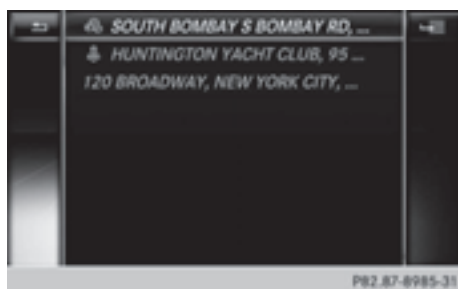 SOUTH BOMBAY S BOMBAY RD, ...
HUNTINGTON YACHT CLUB, 95 ...
120 BROADWAY, NEW YORK CITY, ...
P82.87-8985-31